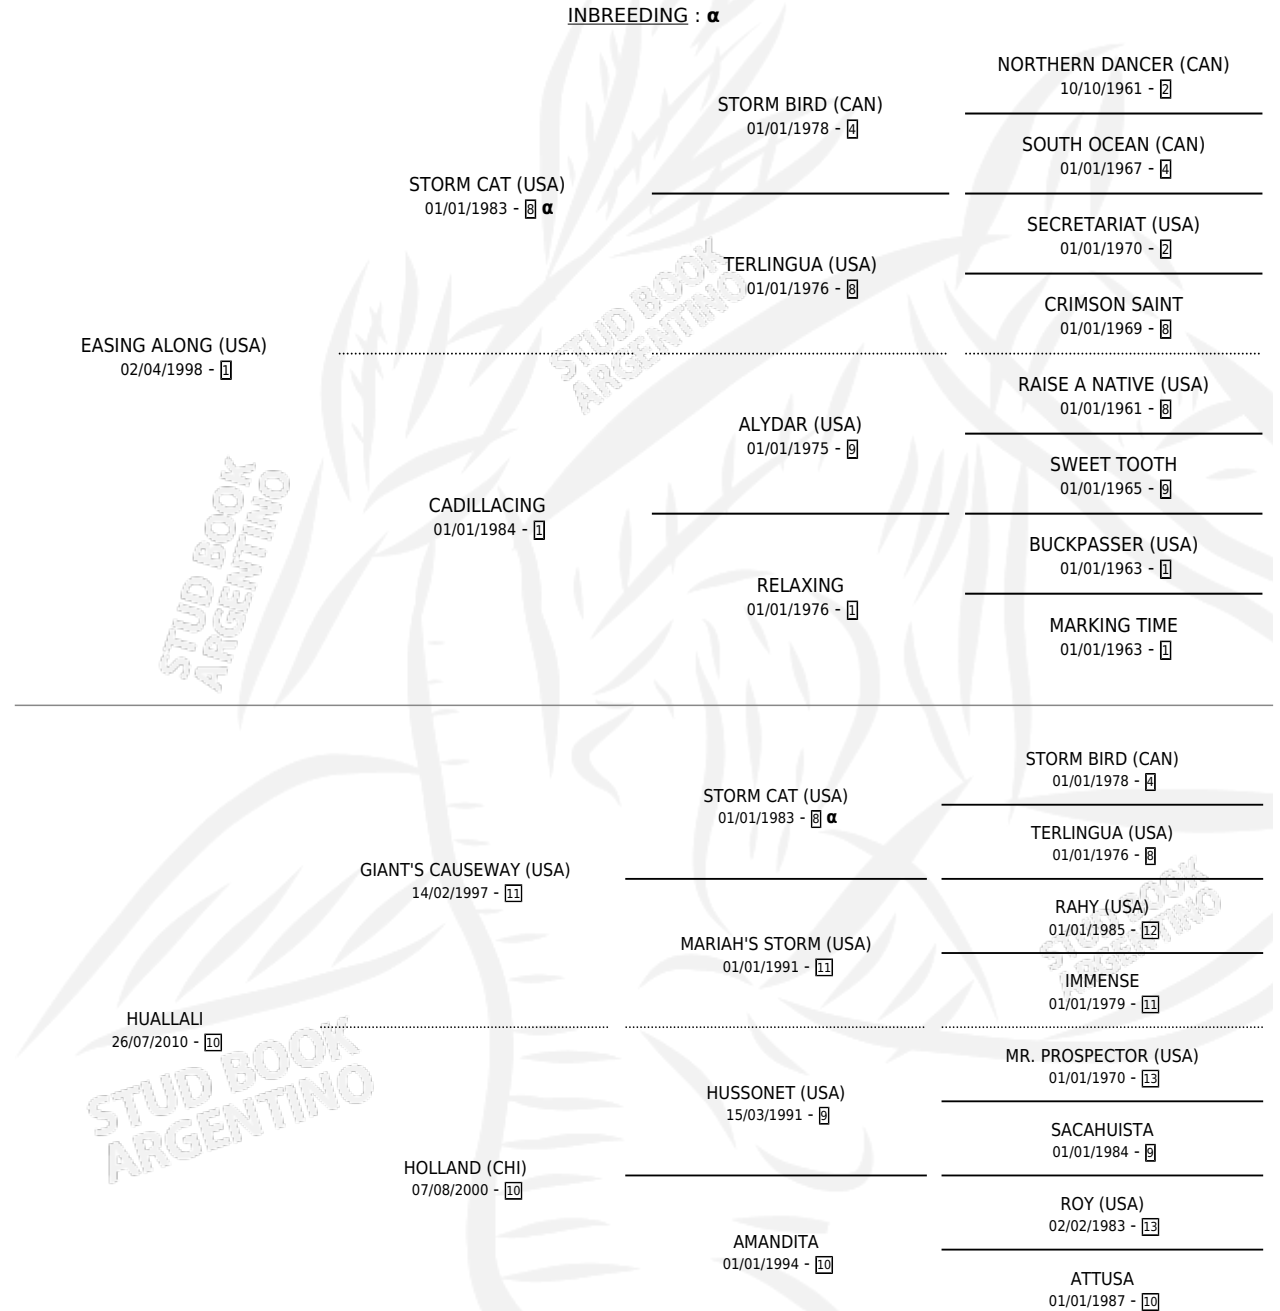 INBREEDING : α
NORTHERN DANCER (CAN)
10/10/1961 - 2
STORM BIRD (CAN)
01/01/1978 - 4
SOUTH OCEAN (CAN)
01/01/1967 - 4
STORM CAT (USA)
01/01/1983 - 8 α
SECRETARIAT (USA)
01/01/1970 - 2
TERLINGUA (USA)
01/01/1976 - 8
CRIMSON SAINT
01/01/1969 - 8
EASING ALONG (USA)
02/04/1998 - 1
RAISE A NATIVE (USA)
01/01/1961 - 8
ALYDAR (USA)
01/01/1975 - 9
SWEET TOOTH
01/01/1965 - 9
CADILLACING
01/01/1984 - 1
BUCKPASSER (USA)
01/01/1963 - 1
RELAXING
01/01/1976 - 1
MARKING TIME
01/01/1963 - 1
STORM BIRD (CAN)
01/01/1978 - 4
STORM CAT (USA)
01/01/1983 - 8 α
TERLINGUA (USA)
01/01/1976 - 8
GIANT'S CAUSEWAY (USA)
14/02/1997 - 11
RAHY (USA)
01/01/1985 - 12
MARIAH'S STORM (USA)
01/01/1991 - 11
IMMENSE
01/01/1979 - 11
HUALLALI
26/07/2010 - 10
MR. PROSPECTOR (USA)
01/01/1970 - 13
HUSSONET (USA)
15/03/1991 - 9
SACAHUISTA
01/01/1984 - 9
HOLLAND (CHI)
07/08/2000 - 10
ROY (USA)
02/02/1983 - 13
AMANDITA
01/01/1994 - 10
ATTUSA
01/01/1987 - 10
STUD BOOK
ARGENTINO
STUD BOOK
ARGENTINO
STUD BOOK
ARGENTINO
STUD BOOK
ARGENTINO